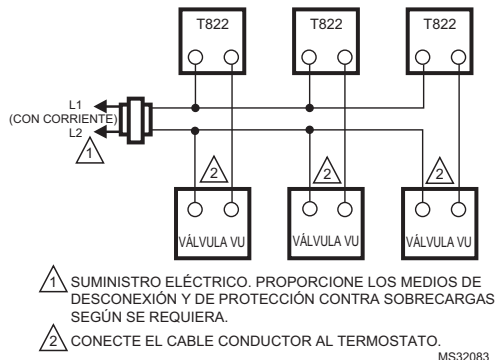 T822 T822 T822
L1
(CON CORRIENTE)
L2
1
2 2 2
VÁLVULA VU VÁLVULA VU VÁLVULA VU
1 SUMINISTRO ELÉCTRICO. PROPORCIONE LOS MEDIOS DE
DESCONEXIÓN Y DE PROTECCIÓN CONTRA SOBRECARGAS
SEGÚN SE REQUIERA.
2 CONECTE EL CABLE CONDUCTOR AL TERMOSTATO.
MS32083